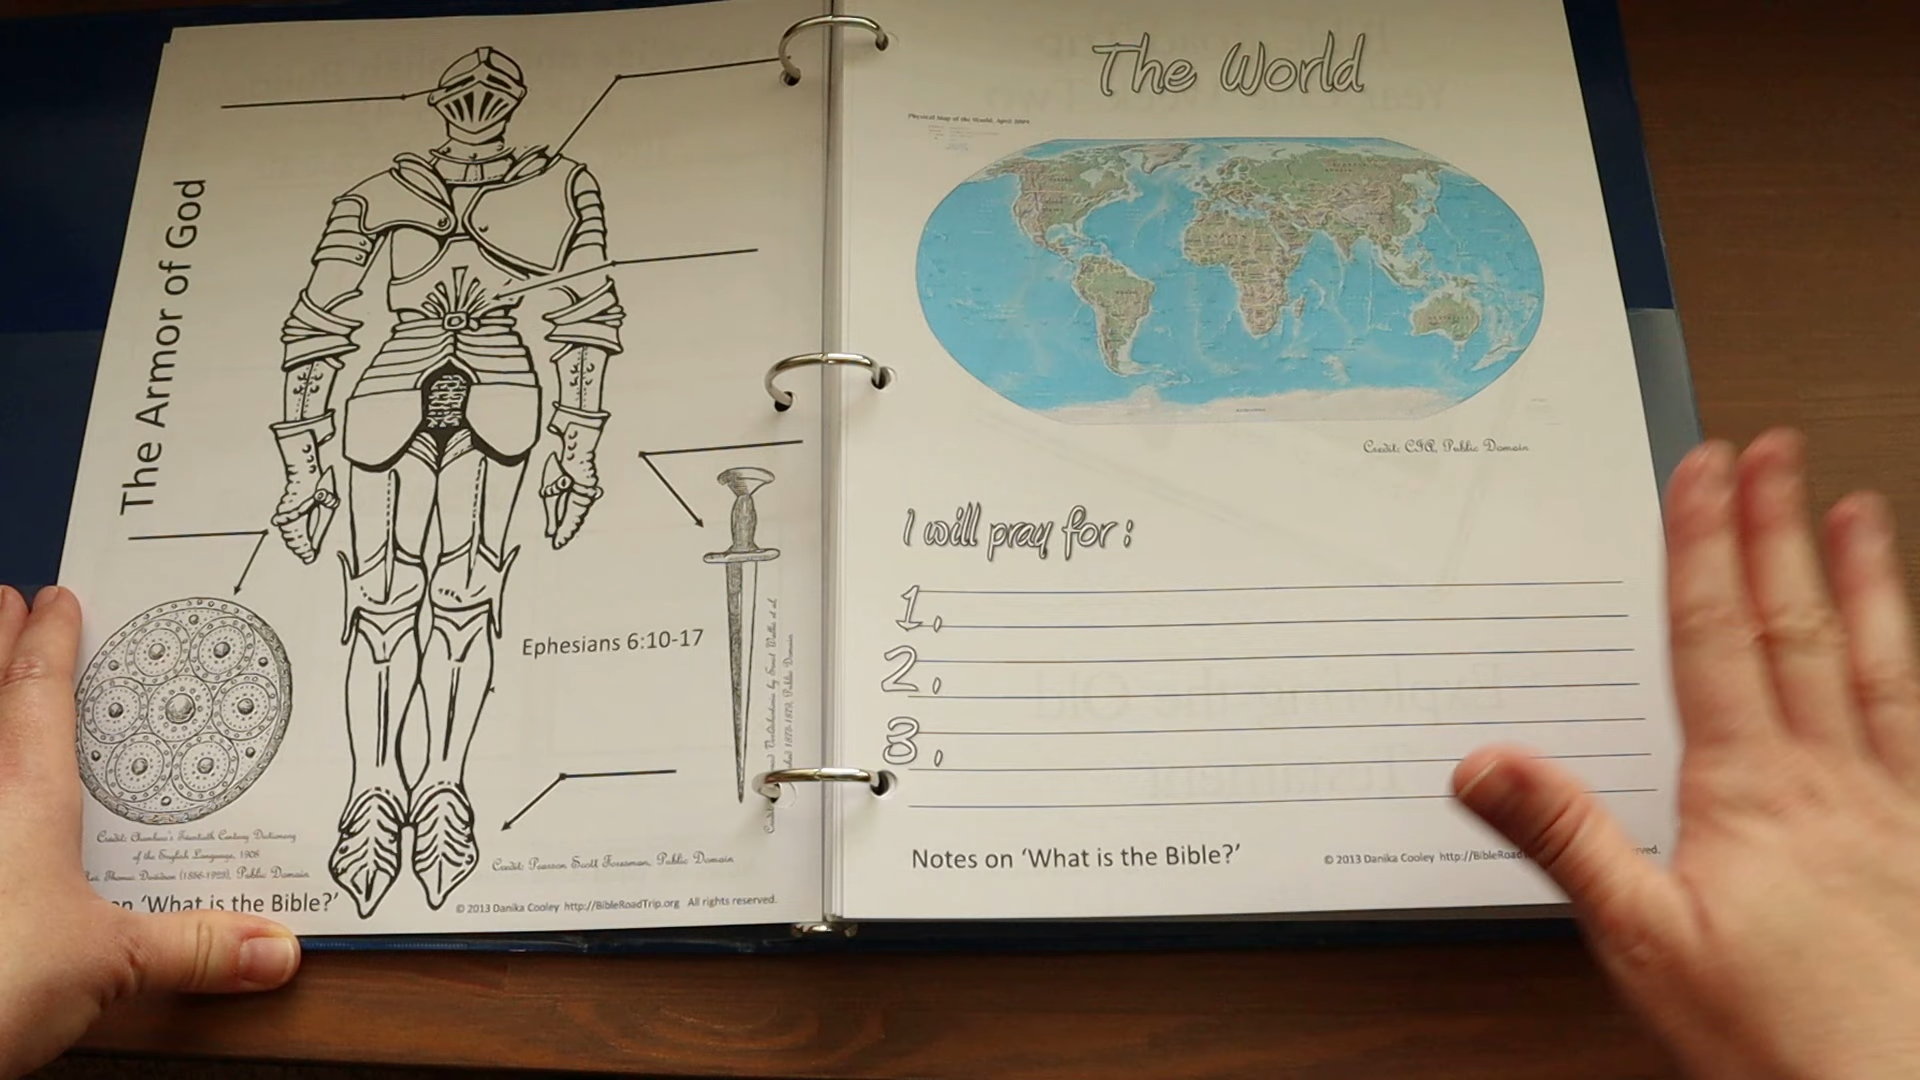 The Armor of God
Ephesians 6:10-17
Credit: Chambers's Twentieth Century Dictionary
of the English Language, 1908
Thomas Davidson (1856-1923), Public Domain
Credit: Pearson Scott Foresman, Public Domain
on 'What is the Bible?'
© 2013 Danika Cooley http://BibleRoadTrip.org All rights reserved.
The World
Physical Map of the World, April 2004
Credit: CIA, Public Domain
I will pray for:
1.
2.
3.
Notes on 'What is the Bible?'
© 2013 Danika Cooley http://BibleRoad